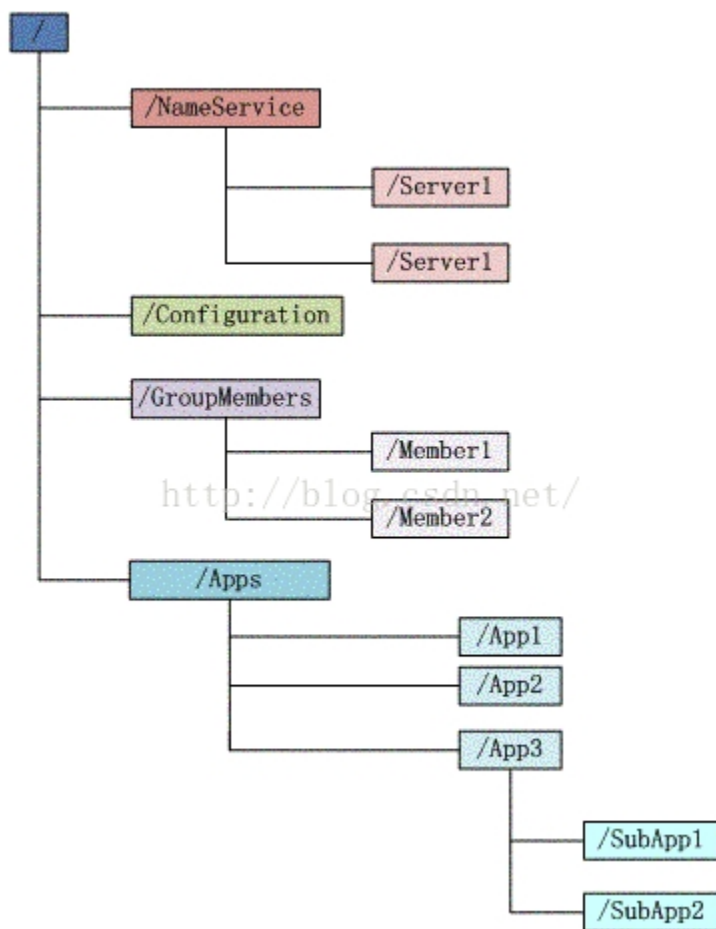 /
/NameService
/Server1
/Server1
/Configuration
/GroupMembers
/Member1
http://blog.csdn.net/
/Member2
/Apps
/App1
/App2
/App3
/SubApp1
/SubApp2